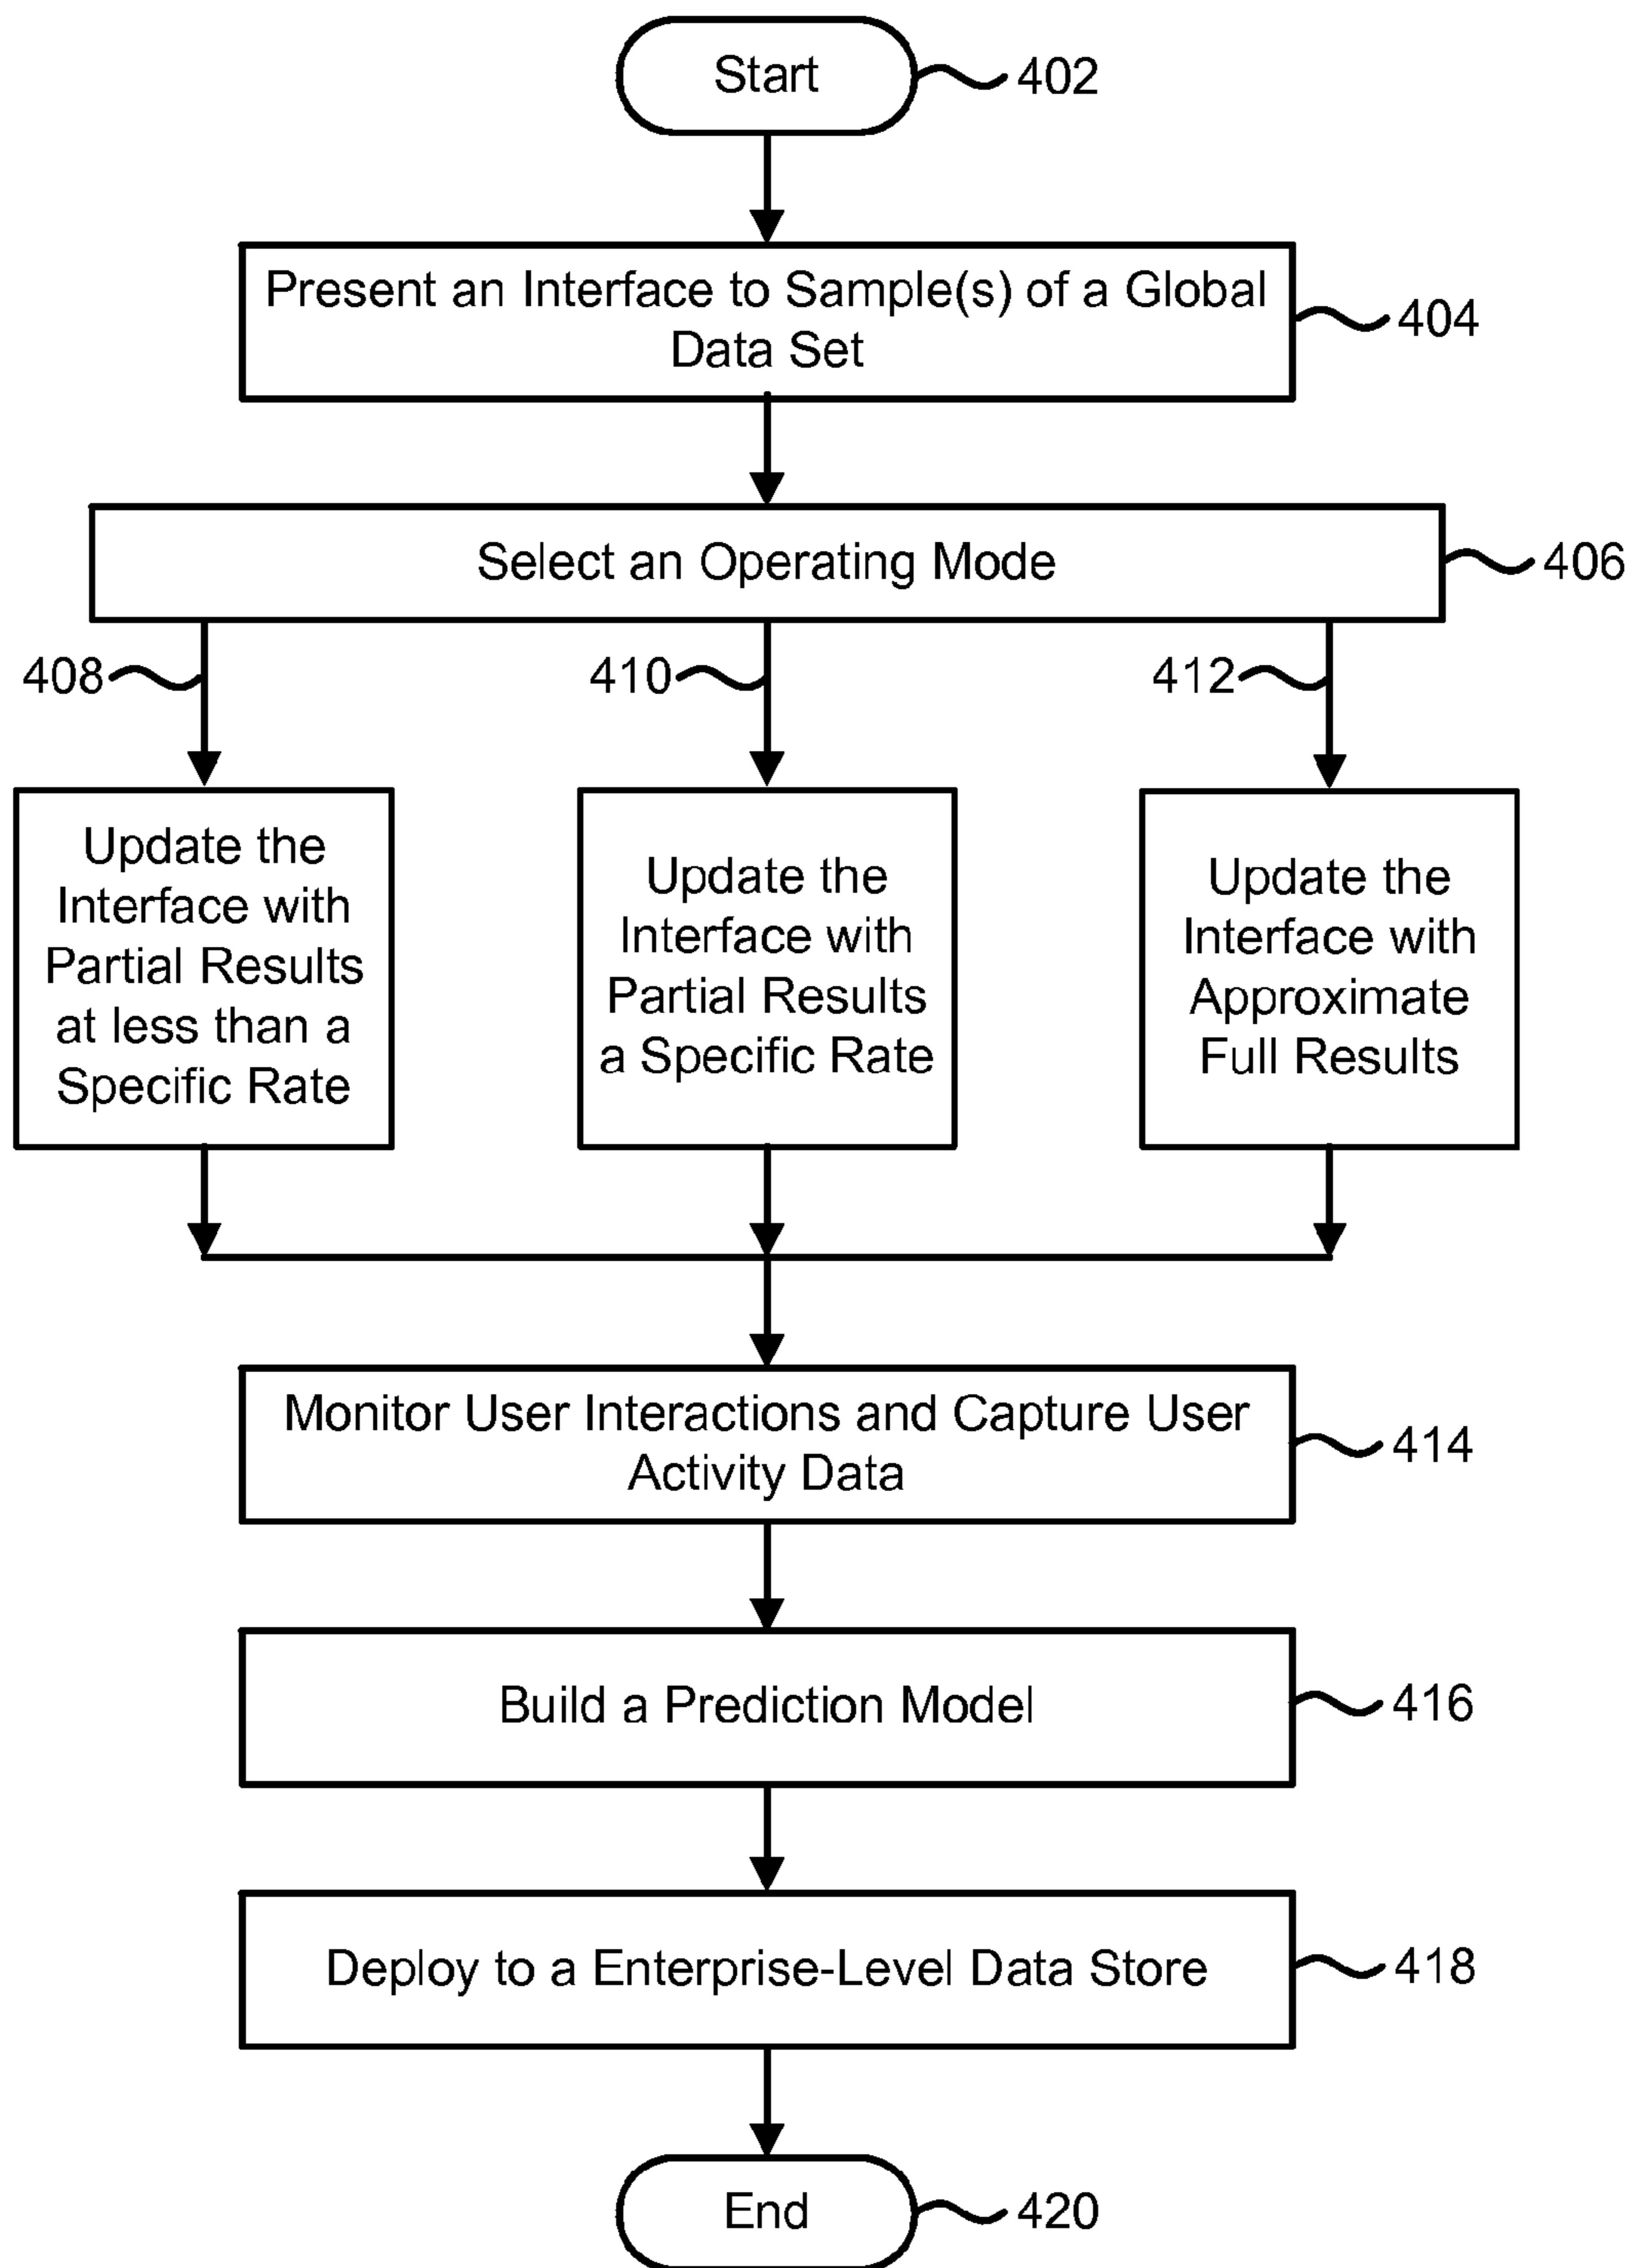 Start
402
Present an Interface to Sample(s) of a Global
Data Set
404
Select an Operating Mode
406
408
410
412
Update the
Interface with
Partial Results
at less than a
Specific Rate
Update the
Interface with
Partial Results
a Specific Rate
Update the
Interface with
Approximate
Full Results
Monitor User Interactions and Capture User
Activity Data
414
Build a Prediction Model
416
Deploy to a Enterprise-Level Data Store
418
End
420